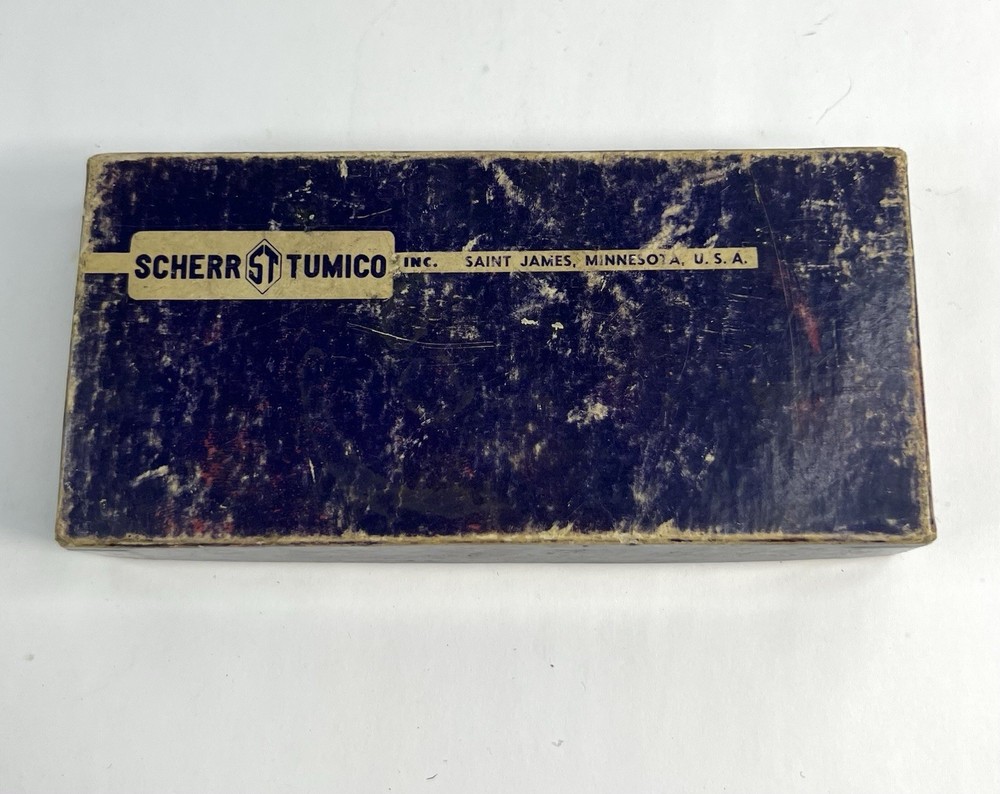 SCHERR ST TUMICO INC. SAINT JAMES, MINNESOTA, U. S. A.